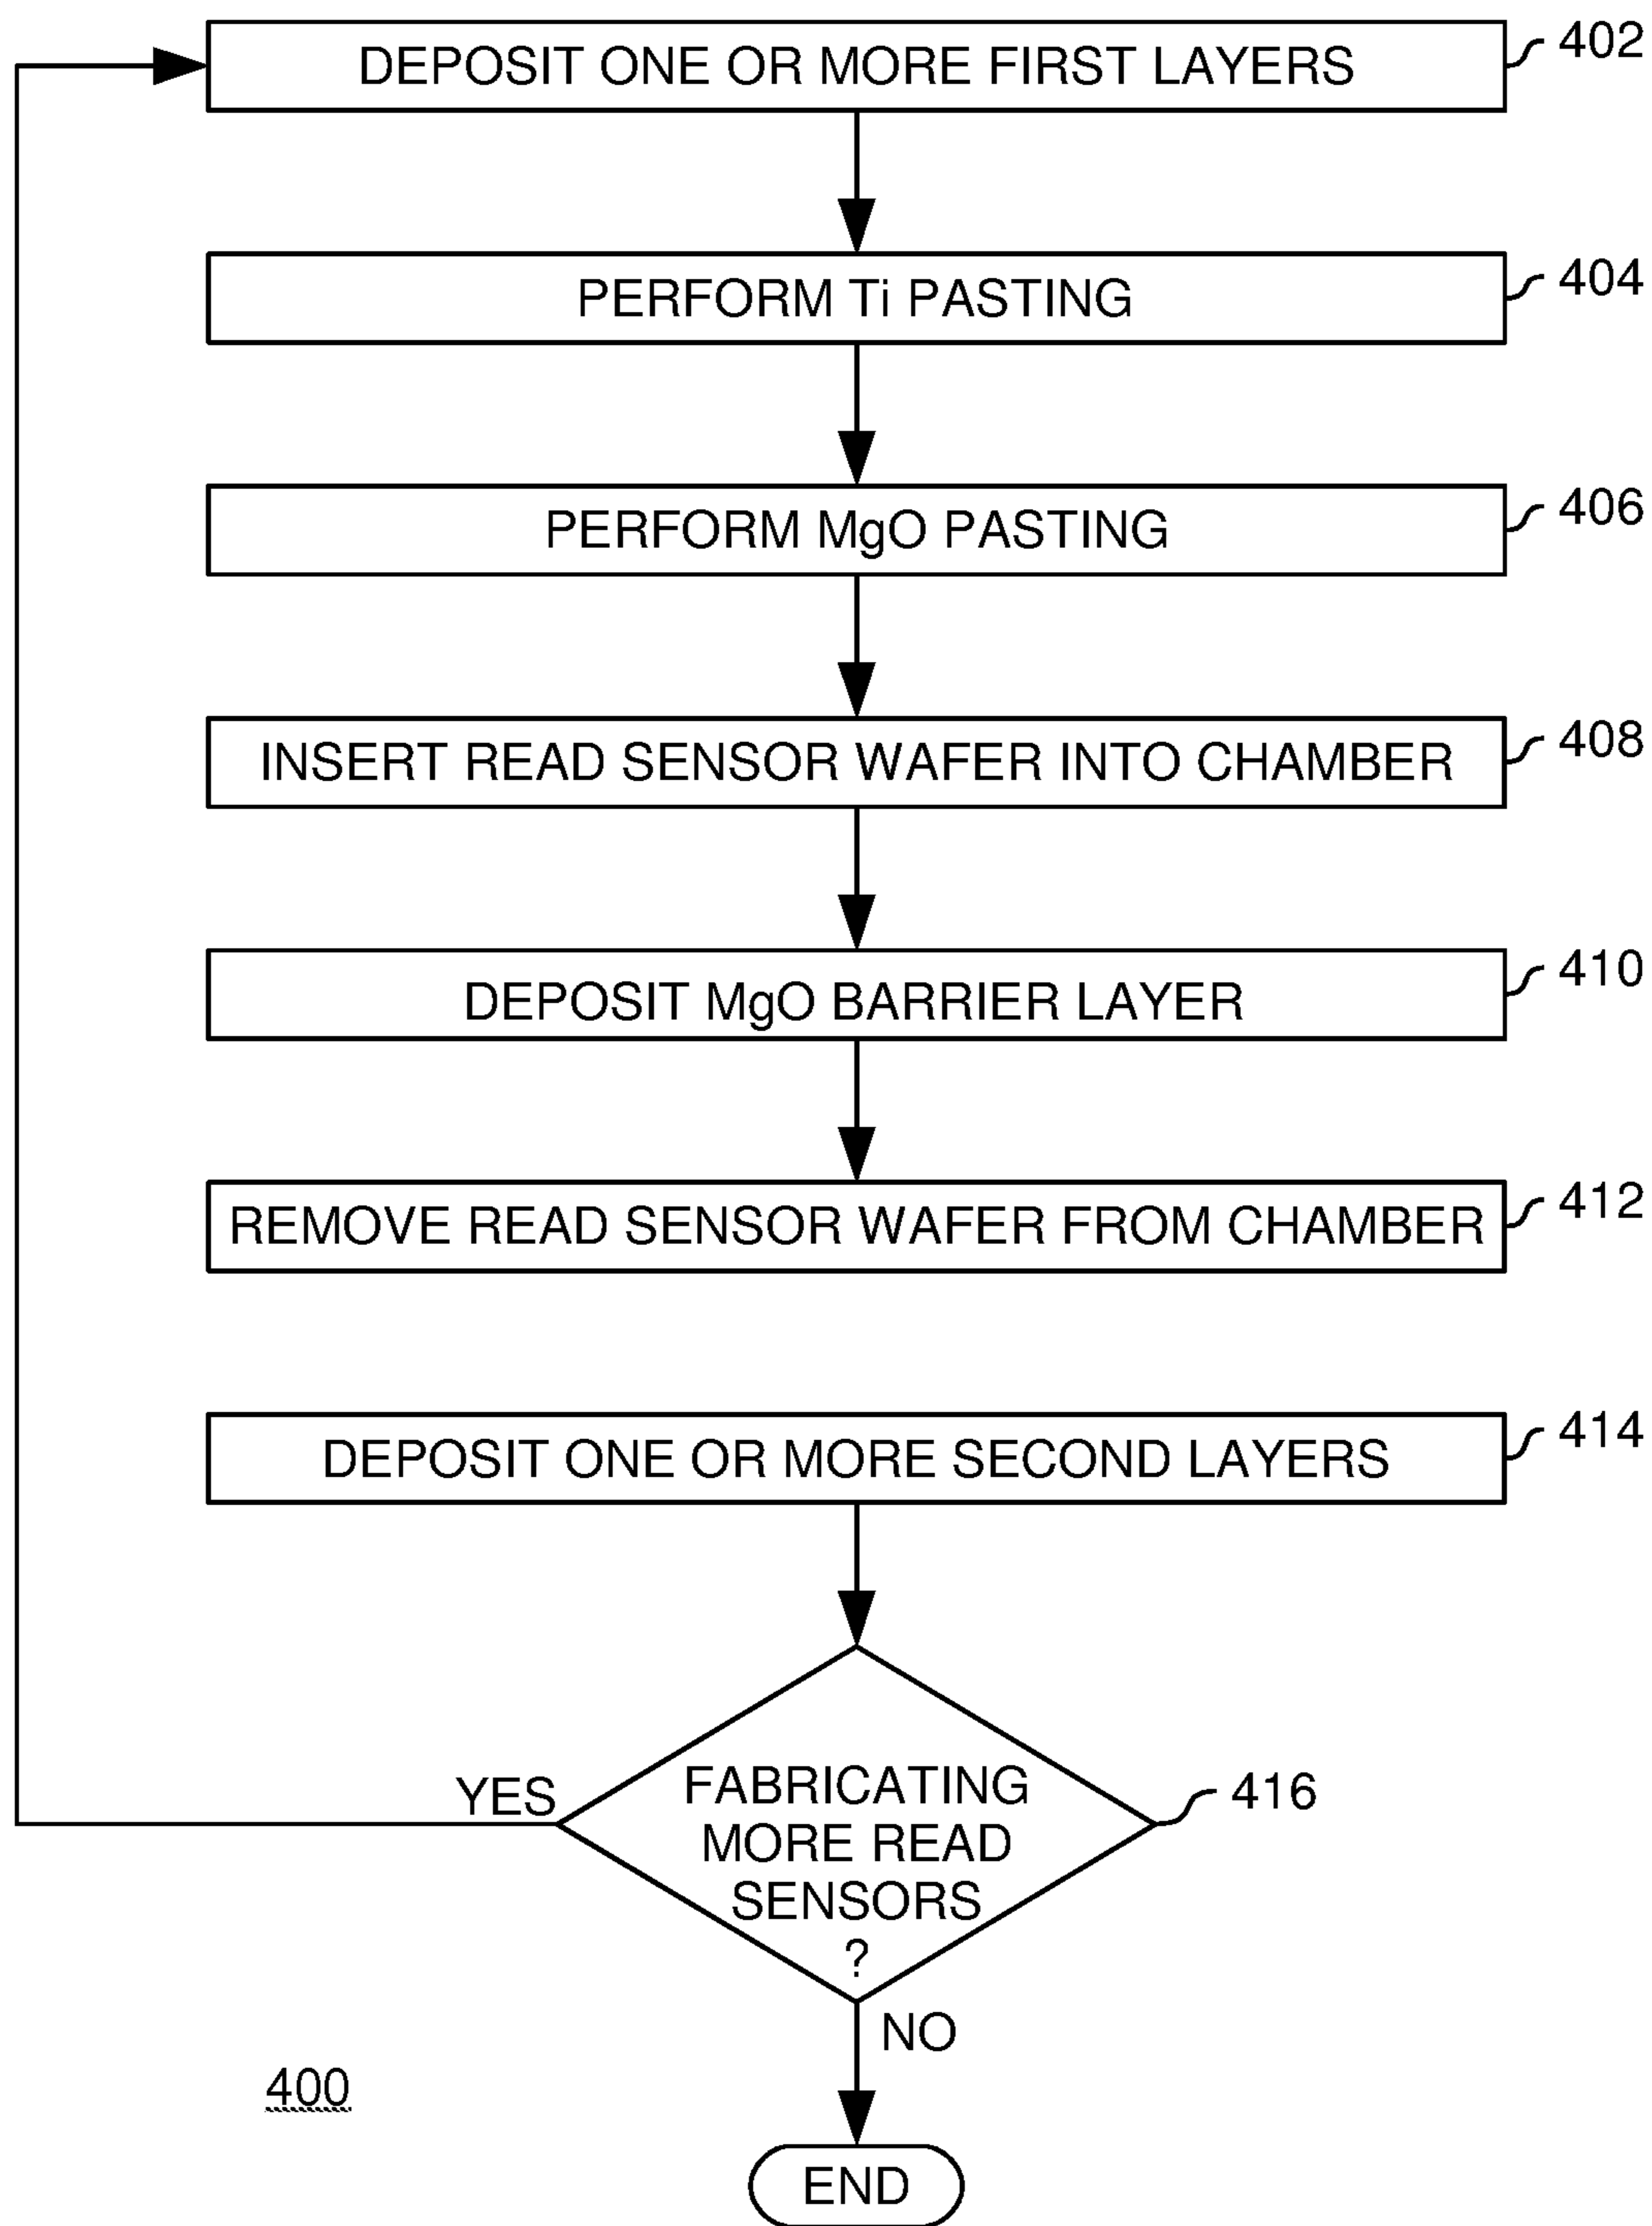 DEPOSIT ONE OR MORE FIRST LAYERS
402
PERFORM Ti PASTING
404
PERFORM MgO PASTING
406
INSERT READ SENSOR WAFER INTO CHAMBER
408
DEPOSIT MgO BARRIER LAYER
410
REMOVE READ SENSOR WAFER FROM CHAMBER
412
DEPOSIT ONE OR MORE SECOND LAYERS
414
YES
FABRICATING
MORE READ
SENSORS
?
416
NO
400
END